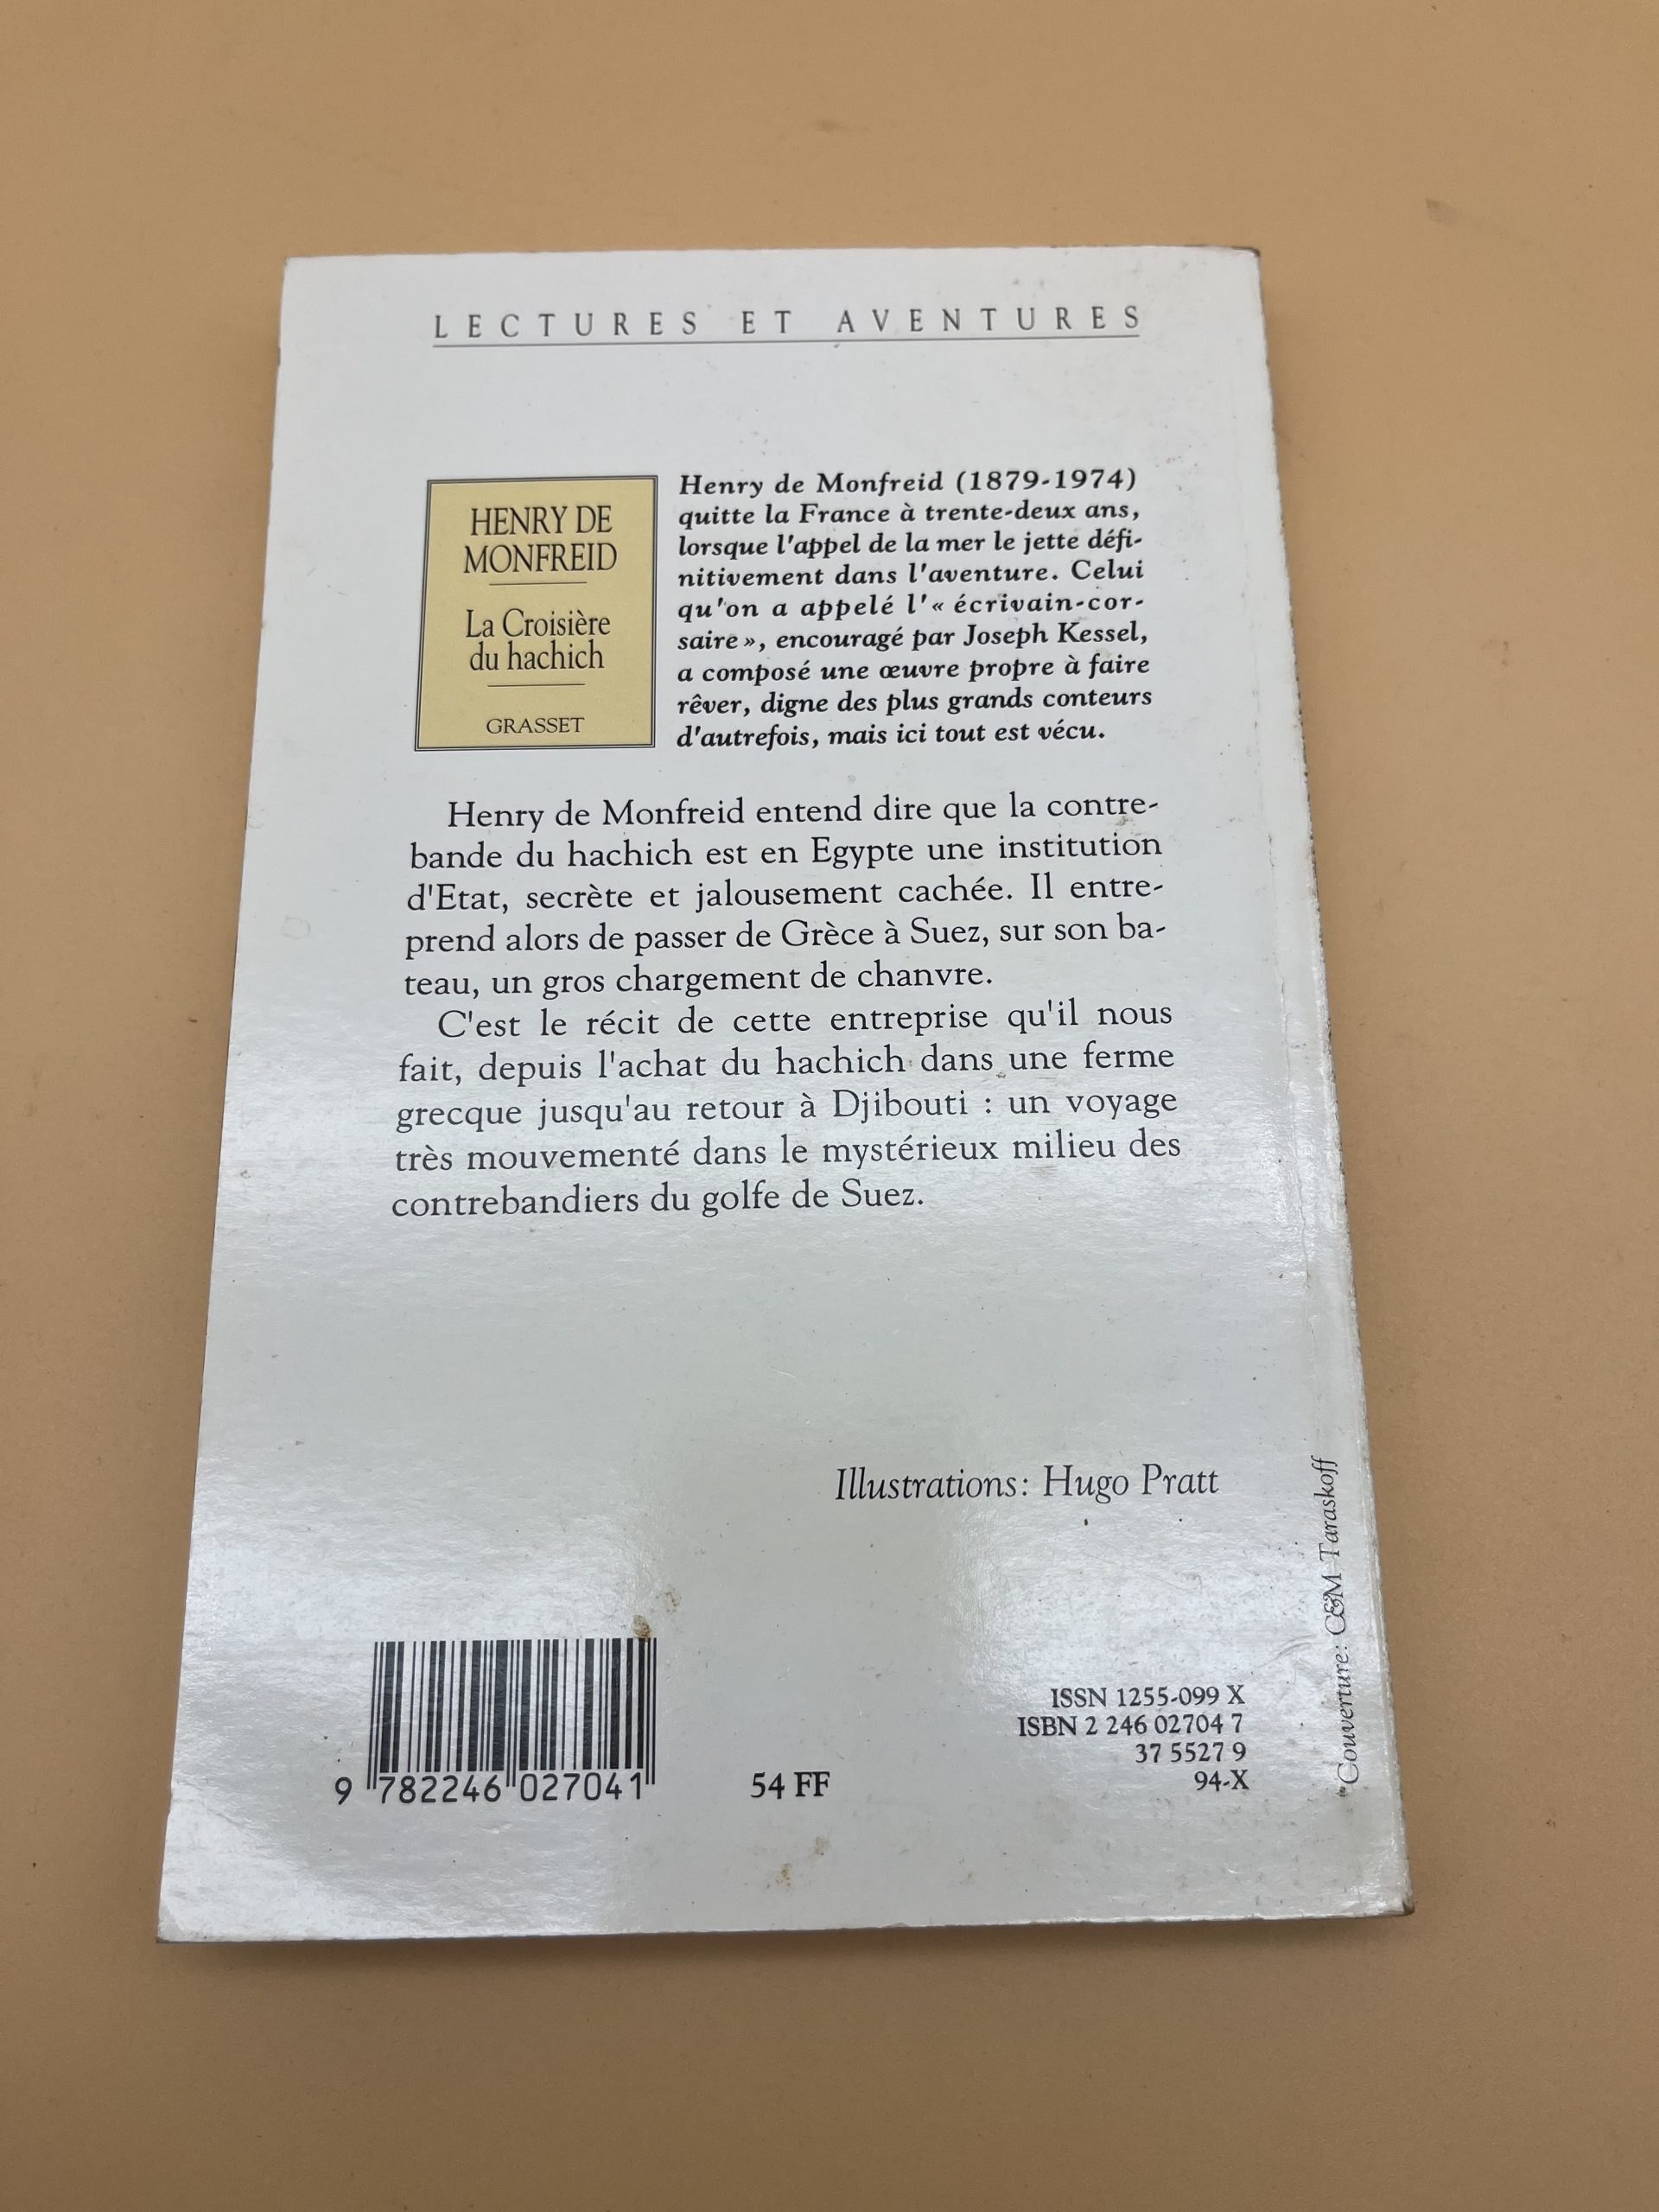 LECTURES ET AVENTURES
HENRY DE
MONFREID
La Croisière
du hachich
GRASSET
Henry de Monfreid (1879-1974)
quitte la France à trente-deux ans,
lorsque l'appel de la mer le jette défi-
nitivement dans l'aventure. Celui
qu'on a appelé l'« écrivain-cor-
saire », encouragé par Joseph Kessel,
a composé une œuvre propre à faire
rêver, digne des plus grands conteurs
d'autrefois, mais ici tout est vécu.
Henry de Monfreid entend dire que la contre-
bande du hachich est en Egypte une institution
d'Etat, secrète et jalousement cachée. Il entre-
prend alors de passer de Grèce à Suez, sur son ba-
teau, un gros chargement de chanvre.
C'est le récit de cette entreprise qu'il nous
fait, depuis l'achat du hachich dans une ferme
grecque jusqu'au retour à Djibouti : un voyage
très mouvementé dans le mystérieux milieu des
contrebandiers du golfe de Suez.
Illustrations: Hugo Pratt
Couverture: C&M Taraskoff
9 782246 027041
54 FF
ISSN 1255-099 X
ISBN 2 246 02704 7
37 5527 9
94-X